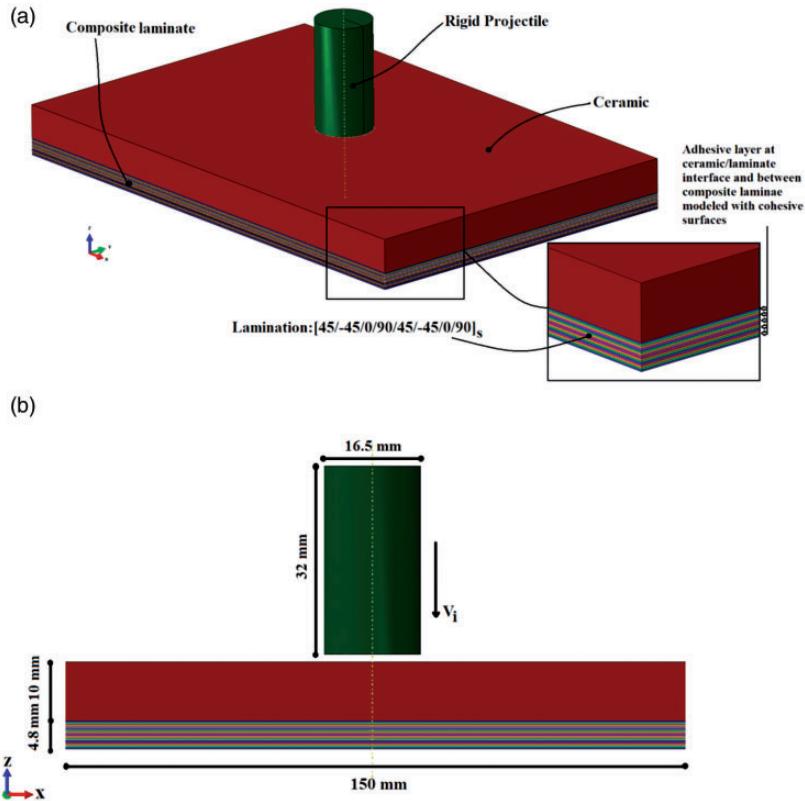 (a)
Composite laminate
Rigid Projectile
Ceramic
Adhesive layer at
ceramic/laminate
interface and between
composite laminae
modeled with cohesive
surfaces
Lamination:[45/-45/0/90/45/-45/0/90]s
(b)
16.5 mm
32 mm
Vi
10 mm
4.8 mm
Z
X
150 mm